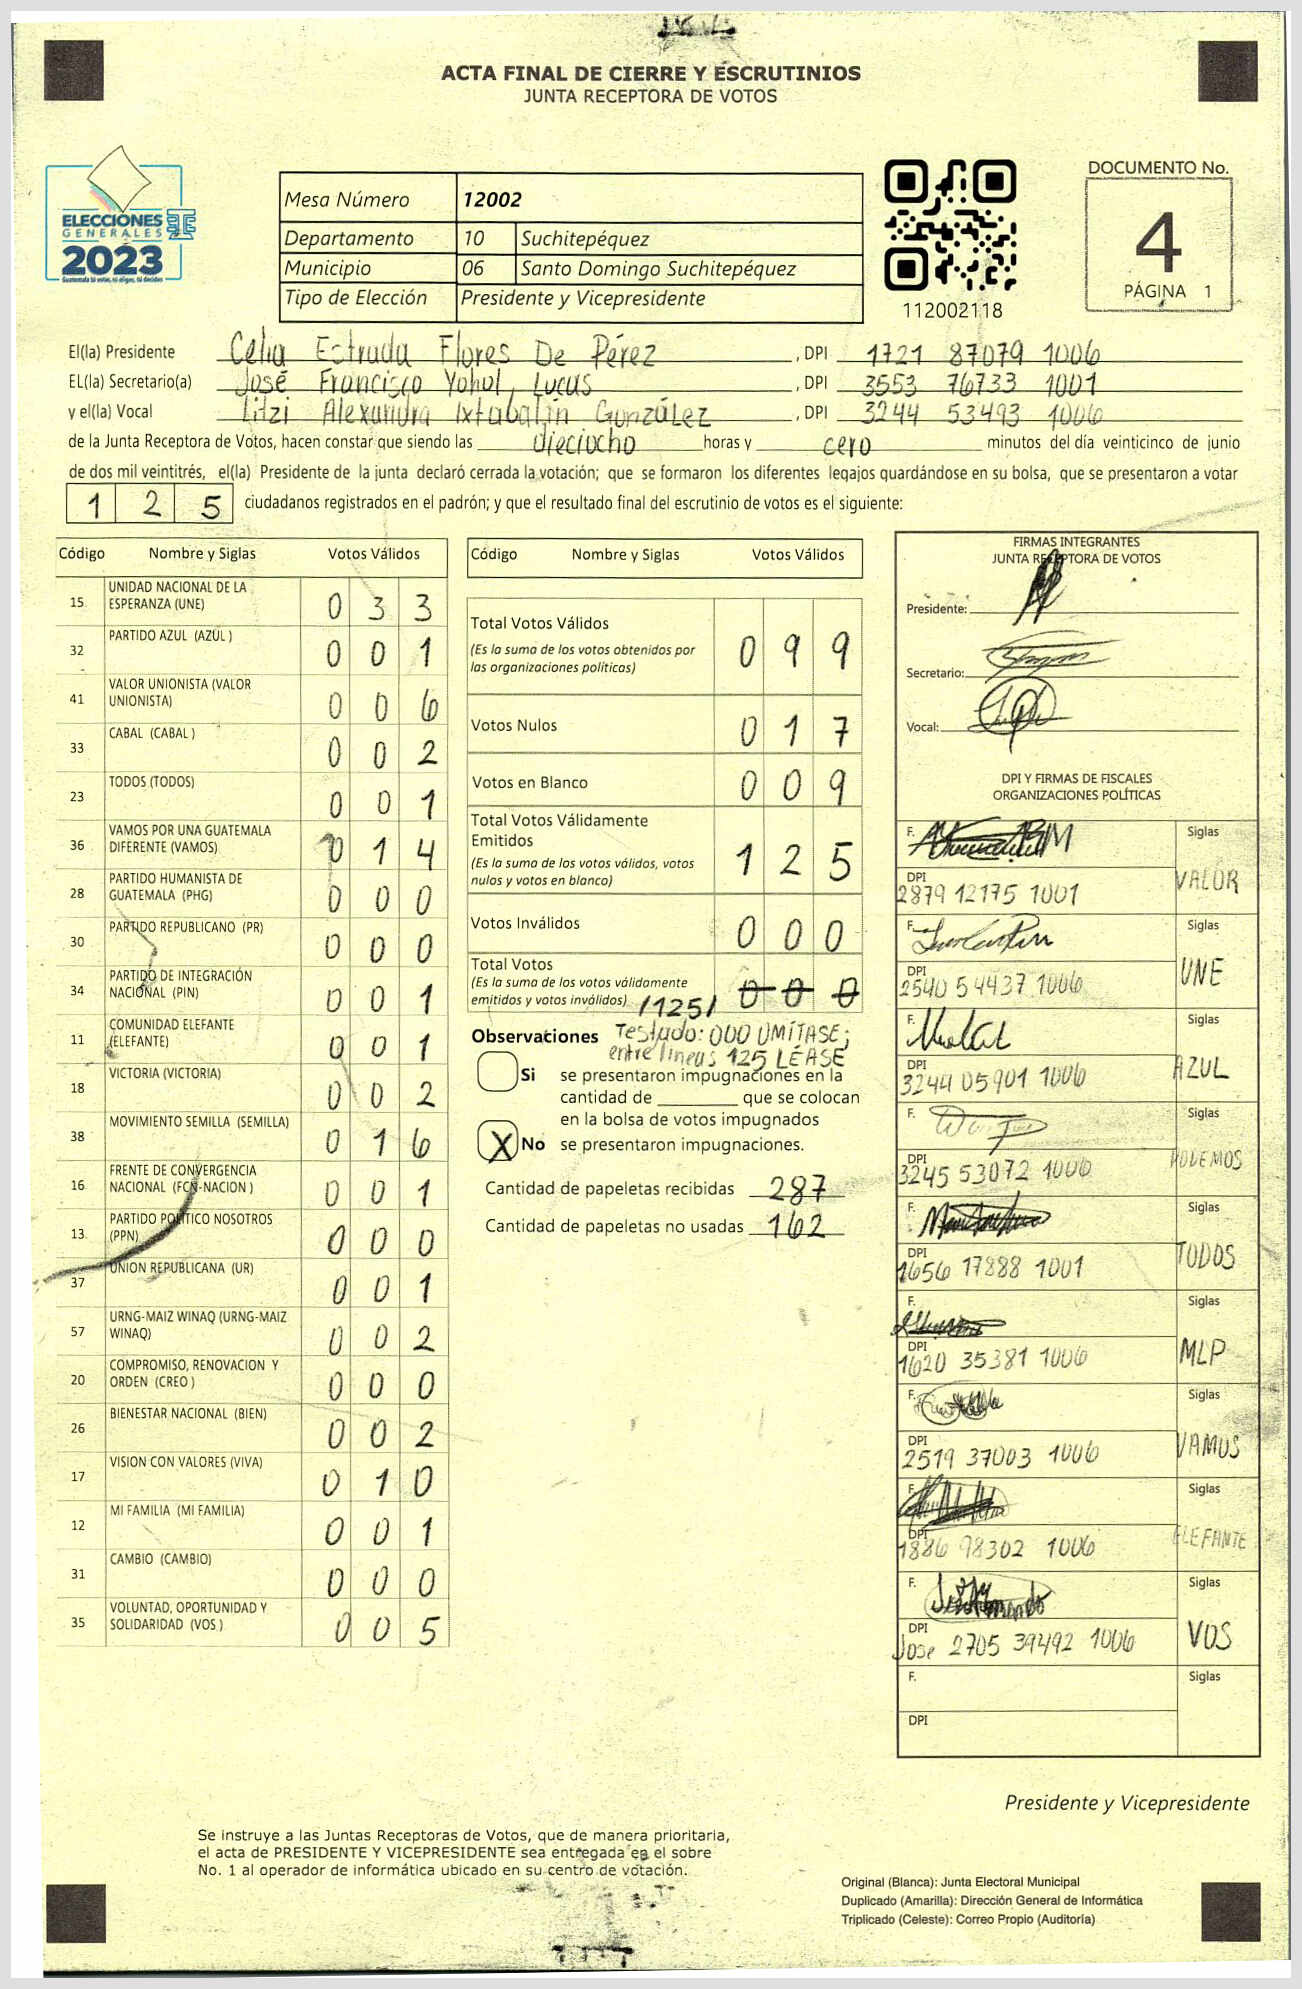 ACTA FINAL DE CIERRE Y ESCRUTINIOS
JUNTA RECEPTORA DE VOTOS
ELECCIONES
GENERALES
2023
Guatemala tú votas, tú eliges, tú decides
Mesa Número 12002
Departamento 10 Suchitepéquez
Municipio 06 Santo Domingo Suchitepéquez
Tipo de Elección Presidente y Vicepresidente
112002118
DOCUMENTO No.
4
PÁGINA 1
El(la) Presidente Celia Estrada Flores De Pérez, DPI 1721 87079 1006
EL(la) Secretario(a) José Francisco Yohol Lucas, DPI 3553 76733 1001
y el(la) Vocal Litzi Alexandra Ixtabalín González, DPI 3244 53493 1006
de la Junta Receptora de Votos, hacen constar que siendo las dieciocho horas y cero minutos del día veinticinco de junio
de dos mil veintitrés, el(la) Presidente de la junta declaró cerrada la votación; que se formaron los diferentes legajos quardándose en su bolsa, que se presentaron a votar
1 2 5 ciudadanos registrados en el padrón; y que el resultado final del escrutinio de votos es el siguiente:
Código Nombre y Siglas Votos Válidos
15 UNIDAD NACIONAL DE LA ESPERANZA (UNE) 0 3 3
32 PARTIDO AZUL (AZUL ) 0 0 1
41 VALOR UNIONISTA (VALOR UNIONISTA) 0 0 6
33 CABAL (CABAL ) 0 0 2
23 TODOS (TODOS) 0 0 1
36 VAMOS POR UNA GUATEMALA DIFERENTE (VAMOS) 0 1 4
28 PARTIDO HUMANISTA DE GUATEMALA (PHG) 0 0 0
30 PARTIDO REPUBLICANO (PR) 0 0 0
34 PARTIDO DE INTEGRACIÓN NACIONAL (PIN) 0 0 1
11 COMUNIDAD ELEFANTE (ELEFANTE) 0 0 1
18 VICTORIA (VICTORIA) 0 0 2
38 MOVIMIENTO SEMILLA (SEMILLA) 0 1 6
16 FRENTE DE CONVERGENCIA NACIONAL (FCN-NACION ) 0 0 1
13 PARTIDO POLITICO NOSOTROS (PPN) 0 0 0
37 UNION REPUBLICANA (UR) 0 0 1
57 URNG-MAIZ WINAQ (URNG-MAIZ WINAQ) 0 0 2
20 COMPROMISO, RENOVACION Y ORDEN (CREO ) 0 0 0
26 BIENESTAR NACIONAL (BIEN) 0 0 2
17 VISION CON VALORES (VIVA) 0 1 0
12 MI FAMILIA (MI FAMILIA) 0 0 1
31 CAMBIO (CAMBIO) 0 0 0
35 VOLUNTAD, OPORTUNIDAD Y SOLIDARIDAD (VOS ) 0 0 5
Código Nombre y Siglas Votos Válidos
Total Votos Válidos 0 9 9
(Es la suma de los votos obtenidos por
las organizaciones políticas)
Votos Nulos 0 1 7
Votos en Blanco 0 0 9
Total Votos Válidamente
Emitidos 1 2 5
(Es la suma de los votos válidos, votos
nulos y votos en blanco)
Votos Inválidos 0 0 0
Total Votos
(Es la suma de los votos válidamente
emitidos y votos inválidos) /125/ 0 0 0
Observaciones Testado: 000 OMÍTASE;
entre líneas 125 LÉASE
Si se presentaron impugnaciones en la
cantidad de ________ que se colocan
en la bolsa de votos impugnados
X No se presentaron impugnaciones.
Cantidad de papeletas recibidas 287
Cantidad de papeletas no usadas 162
FIRMAS INTEGRANTES
JUNTA RECEPTORA DE VOTOS
Presidente:
Secretario:
Vocal:
DPI Y FIRMAS DE FISCALES
ORGANIZACIONES POLÍTICAS
F. Siglas
DPI 2879 12175 1001 VALOR
F. Siglas
DPI 2540 54437 1006 UNE
F. Siglas
DPI 3244 05901 1006 AZUL
F. Siglas
DPI 3245 53072 1006 PODEMOS
F. Siglas
DPI 1656 17888 1001 TODOS
F. Siglas
DPI 1620 35381 1006 MLP
F. Siglas
DPI 2519 37003 1006 VAMOS
F. Siglas
DPI 1886 98302 1006 ELEFANTE
F. Siglas
DPI Jose 2705 39492 1006 VOS
F. Siglas
DPI
Presidente y Vicepresidente
Se instruye a las Juntas Receptoras de Votos, que de manera prioritaria,
el acta de PRESIDENTE Y VICEPRESIDENTE sea entregada en el sobre
No. 1 al operador de informática ubicado en su centro de votación.
Original (Blanca): Junta Electoral Municipal
Duplicado (Amarilla): Dirección General de Informática
Triplicado (Celeste): Correo Propio (Auditoría)